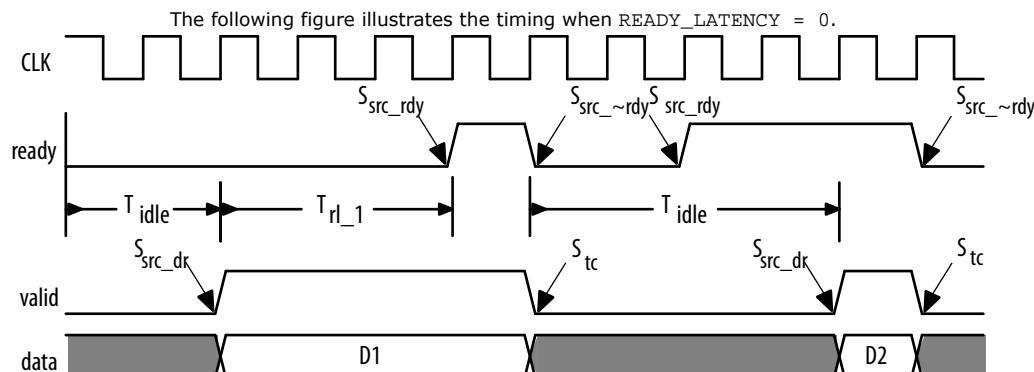 The following figure illustrates the timing when READY_LATENCY = 0.
CLK
S src_rdy S src_~rdy S src_rdy S src_~rdy
ready
T idle T rl_1 T idle
S src_dr S tc S src_dr S tc
valid
data D1 D2